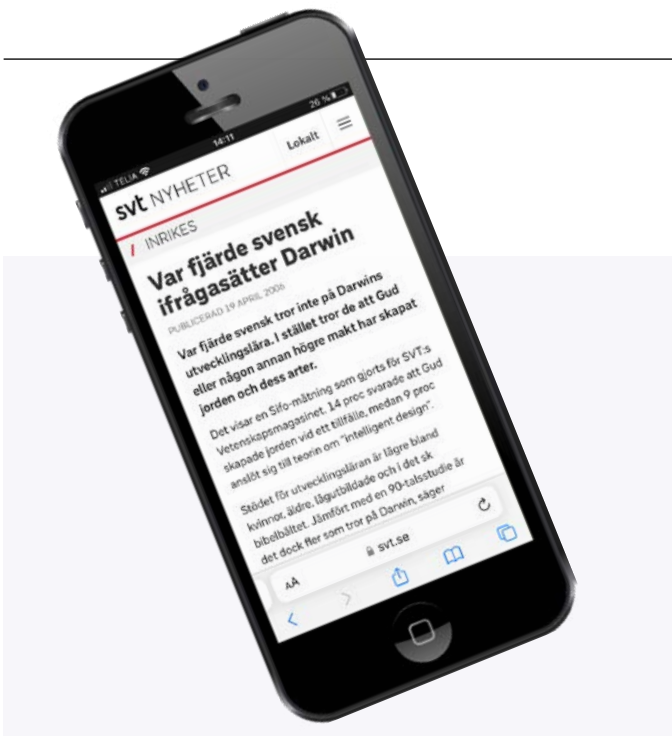 TELIA 14:11 26 %
svt NYHETER Lokalt
/ INRIKES
Var fjärde svensk
ifrågasätter Darwin
PUBLICERAD 19 APRIL 2006
Var fjärde svensk tror inte på Darwins
utvecklingslära. I stället tror de att Gud
eller någon annan högre makt har skapat
jorden och dess arter.
Det visar en Sifo-mätning som gjorts för SVT:s
Vetenskapsmagasinet. 14 proc svarade att Gud
skapade jorden vid ett tillfälle, medan 9 proc
anslöt sig till teorin om "intelligent design".
Stödet för utvecklingsläran är lägre bland
kvinnor, äldre, lågutbildade och i det sk
bibelbältet. Jämfört med en 90-talsstudie är
det dock fler som tror på Darwin, säger
AA svt.se